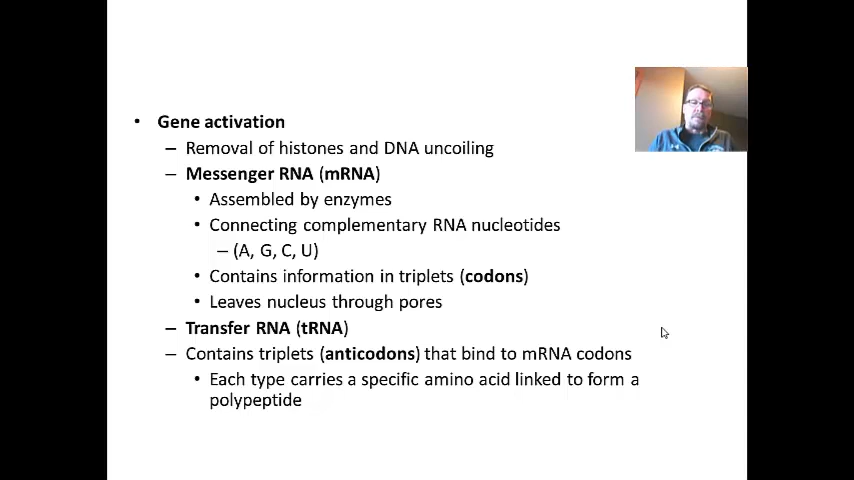 • Gene activation
– Removal of histones and DNA uncoiling
– Messenger RNA (mRNA)
• Assembled by enzymes
• Connecting complementary RNA nucleotides
– (A, G, C, U)
• Contains information in triplets (codons)
• Leaves nucleus through pores
– Transfer RNA (tRNA)
– Contains triplets (anticodons) that bind to mRNA codons
• Each type carries a specific amino acid linked to form a
polypeptide